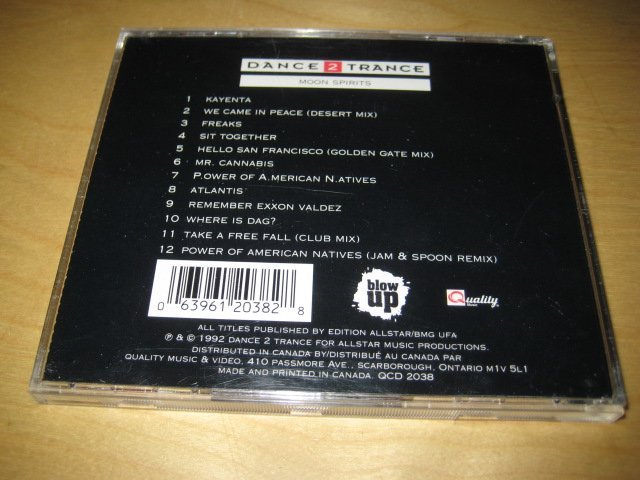 DANCE 2 TRANCE
MOON SPIRITS
1 KAYENTA
2 WE CAME IN PEACE (DESERT MIX)
3 FREAKS
4 SIT TOGETHER
5 HELLO SAN FRANCISCO (GOLDEN GATE MIX)
6 MR. CANNABIS
7 P.OWER OF A.MERICAN N.ATIVES
8 ATLANTIS
9 REMEMBER EXXON VALDEZ
10 WHERE IS DAG?
11 TAKE A FREE FALL (CLUB MIX)
12 POWER OF AMERICAN NATIVES (JAM & SPOON REMIX)
0 63961 20382 8
blow
up
Quality
Music
ALL TITLES PUBLISHED BY EDITION ALLSTAR/BMG UFA
℗ & © 1992 DANCE 2 TRANCE FOR ALLSTAR MUSIC PRODUCTIONS.
DISTRIBUTED IN CANADA BY/DISTRIBUÉ AU CANADA PAR
QUALITY MUSIC & VIDEO, 410 PASSMORE AVE., SCARBOROUGH, ONTARIO M1V 5L1
MADE AND PRINTED IN CANADA. QCD 2038